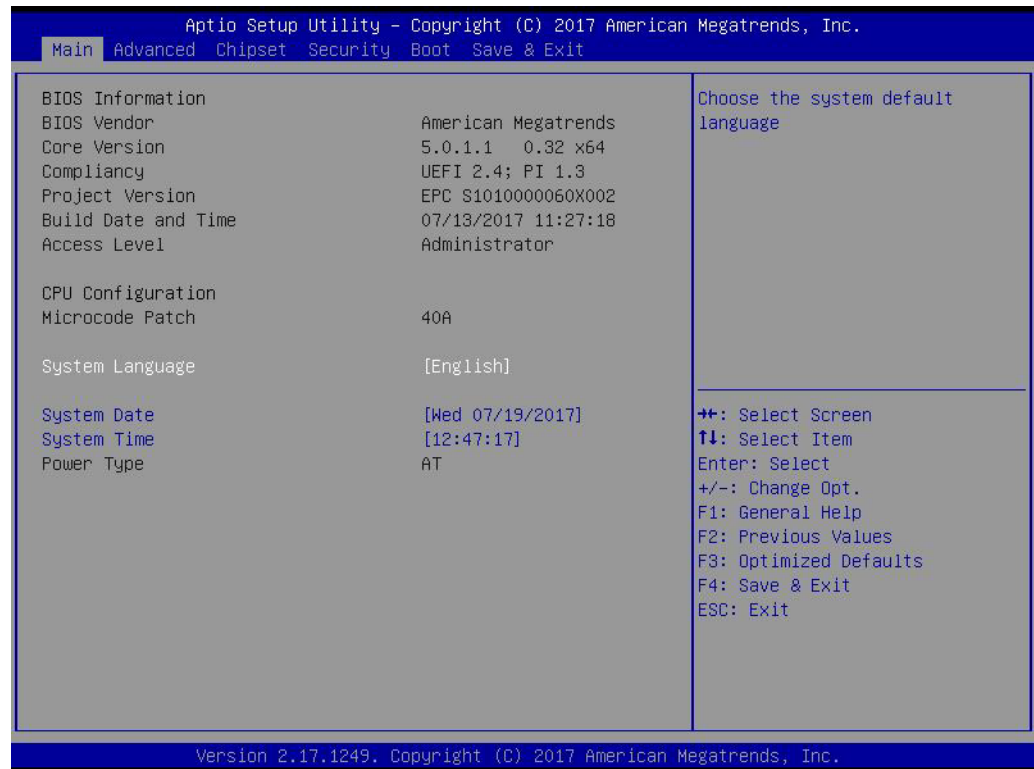 Aptio Setup Utility – Copyright (C) 2017 American Megatrends, Inc.
Main Advanced Chipset Security Boot Save & Exit
BIOS Information
BIOS Vendor American Megatrends
Core Version 5.0.1.1 0.32 x64
Compliancy UEFI 2.4; PI 1.3
Project Version EPC S1010000060X002
Build Date and Time 07/13/2017 11:27:18
Access Level Administrator
CPU Configuration
Microcode Patch 40A
System Language [English]
System Date [Wed 07/19/2017]
System Time [12:47:17]
Power Type AT
Choose the system default
language
→←: Select Screen
↑↓: Select Item
Enter: Select
+/-: Change Opt.
F1: General Help
F2: Previous Values
F3: Optimized Defaults
F4: Save & Exit
ESC: Exit
Version 2.17.1249. Copyright (C) 2017 American Megatrends, Inc.